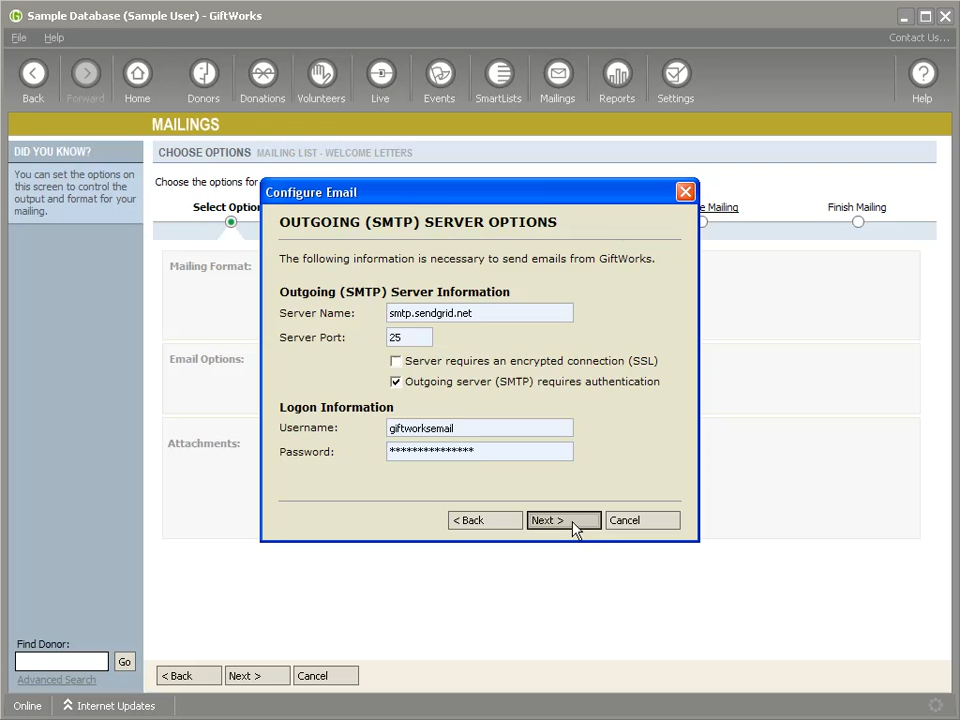 Sample Database (Sample User) - GiftWorks
File Help Contact Us...
Back Forward Home Donors Donations Volunteers Live Events SmartLists Mailings Reports Settings Help
MAILINGS
DID YOU KNOW?
You can set the options on
this screen to control the
output and format for your
mailing.
CHOOSE OPTIONS MAILING LIST - WELCOME LETTERS
Choose the options for
Select Optio
e Mailing
Finish Mailing
Mailing Format:
Email Options:
Attachments:
Configure Email
OUTGOING (SMTP) SERVER OPTIONS
The following information is necessary to send emails from GiftWorks.
Outgoing (SMTP) Server Information
Server Name: smtp.sendgrid.net
Server Port: 25
Server requires an encrypted connection (SSL)
Outgoing server (SMTP) requires authentication
Logon Information
Username: giftworksemail
Password: ***************
< Back Next > Cancel
Find Donor:
Go
Advanced Search
< Back Next > Cancel
Online Internet Updates